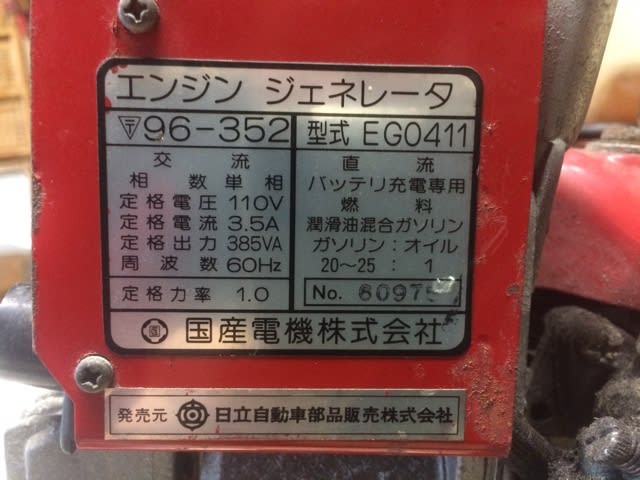 エンジン ジェネレータ
〒96-352
型式 EG0411
交流
相数単相
定格電圧 110V
定格電流 3.5A
定格出力 385VA
周波数 60Hz
定格力率 1.0
直流
バッテリ充電専用
燃料
潤滑油混合ガソリン
ガソリン:オイル
20~25 : 1
No.
国産電機株式会社
発売元 日立自動車部品販売株式会社